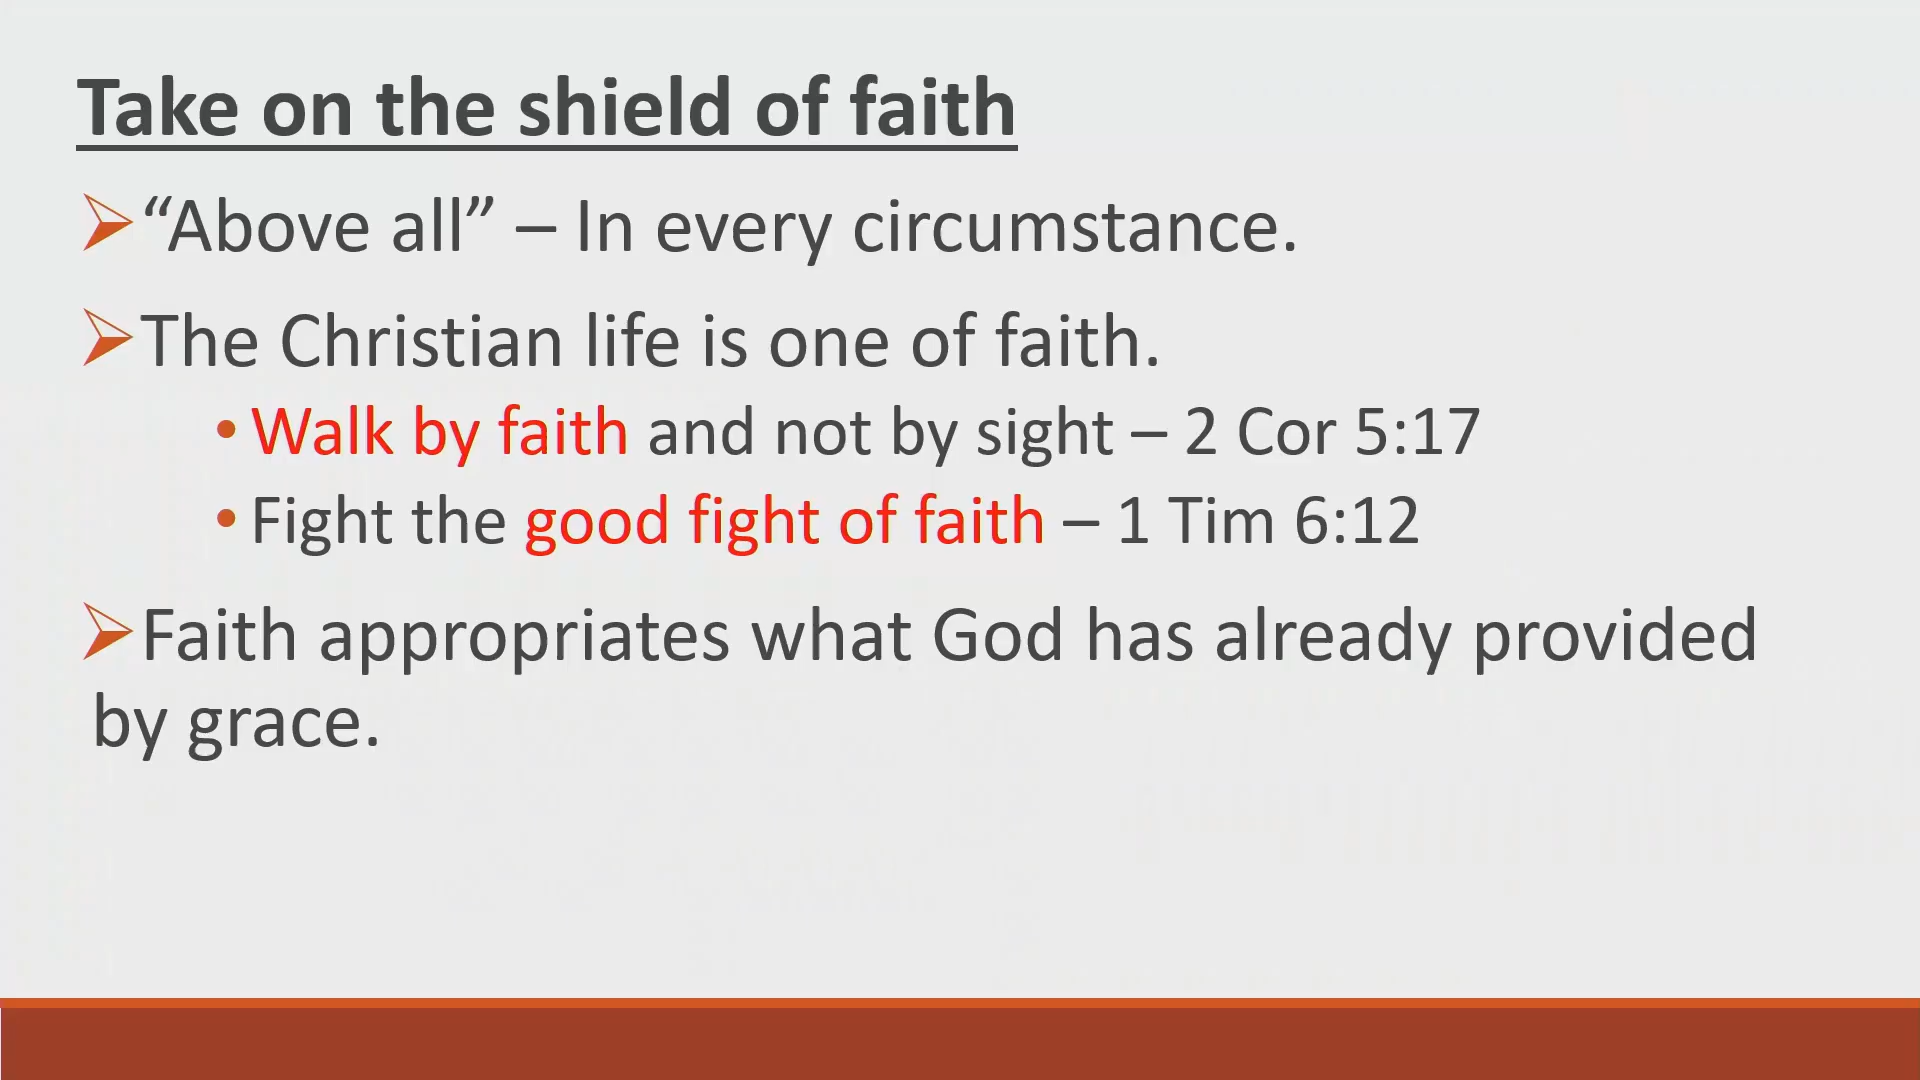 Take on the shield of faith
“Above all” – In every circumstance.
The Christian life is one of faith.
• Walk by faith and not by sight – 2 Cor 5:17
• Fight the good fight of faith – 1 Tim 6:12
Faith appropriates what God has already provided
by grace.